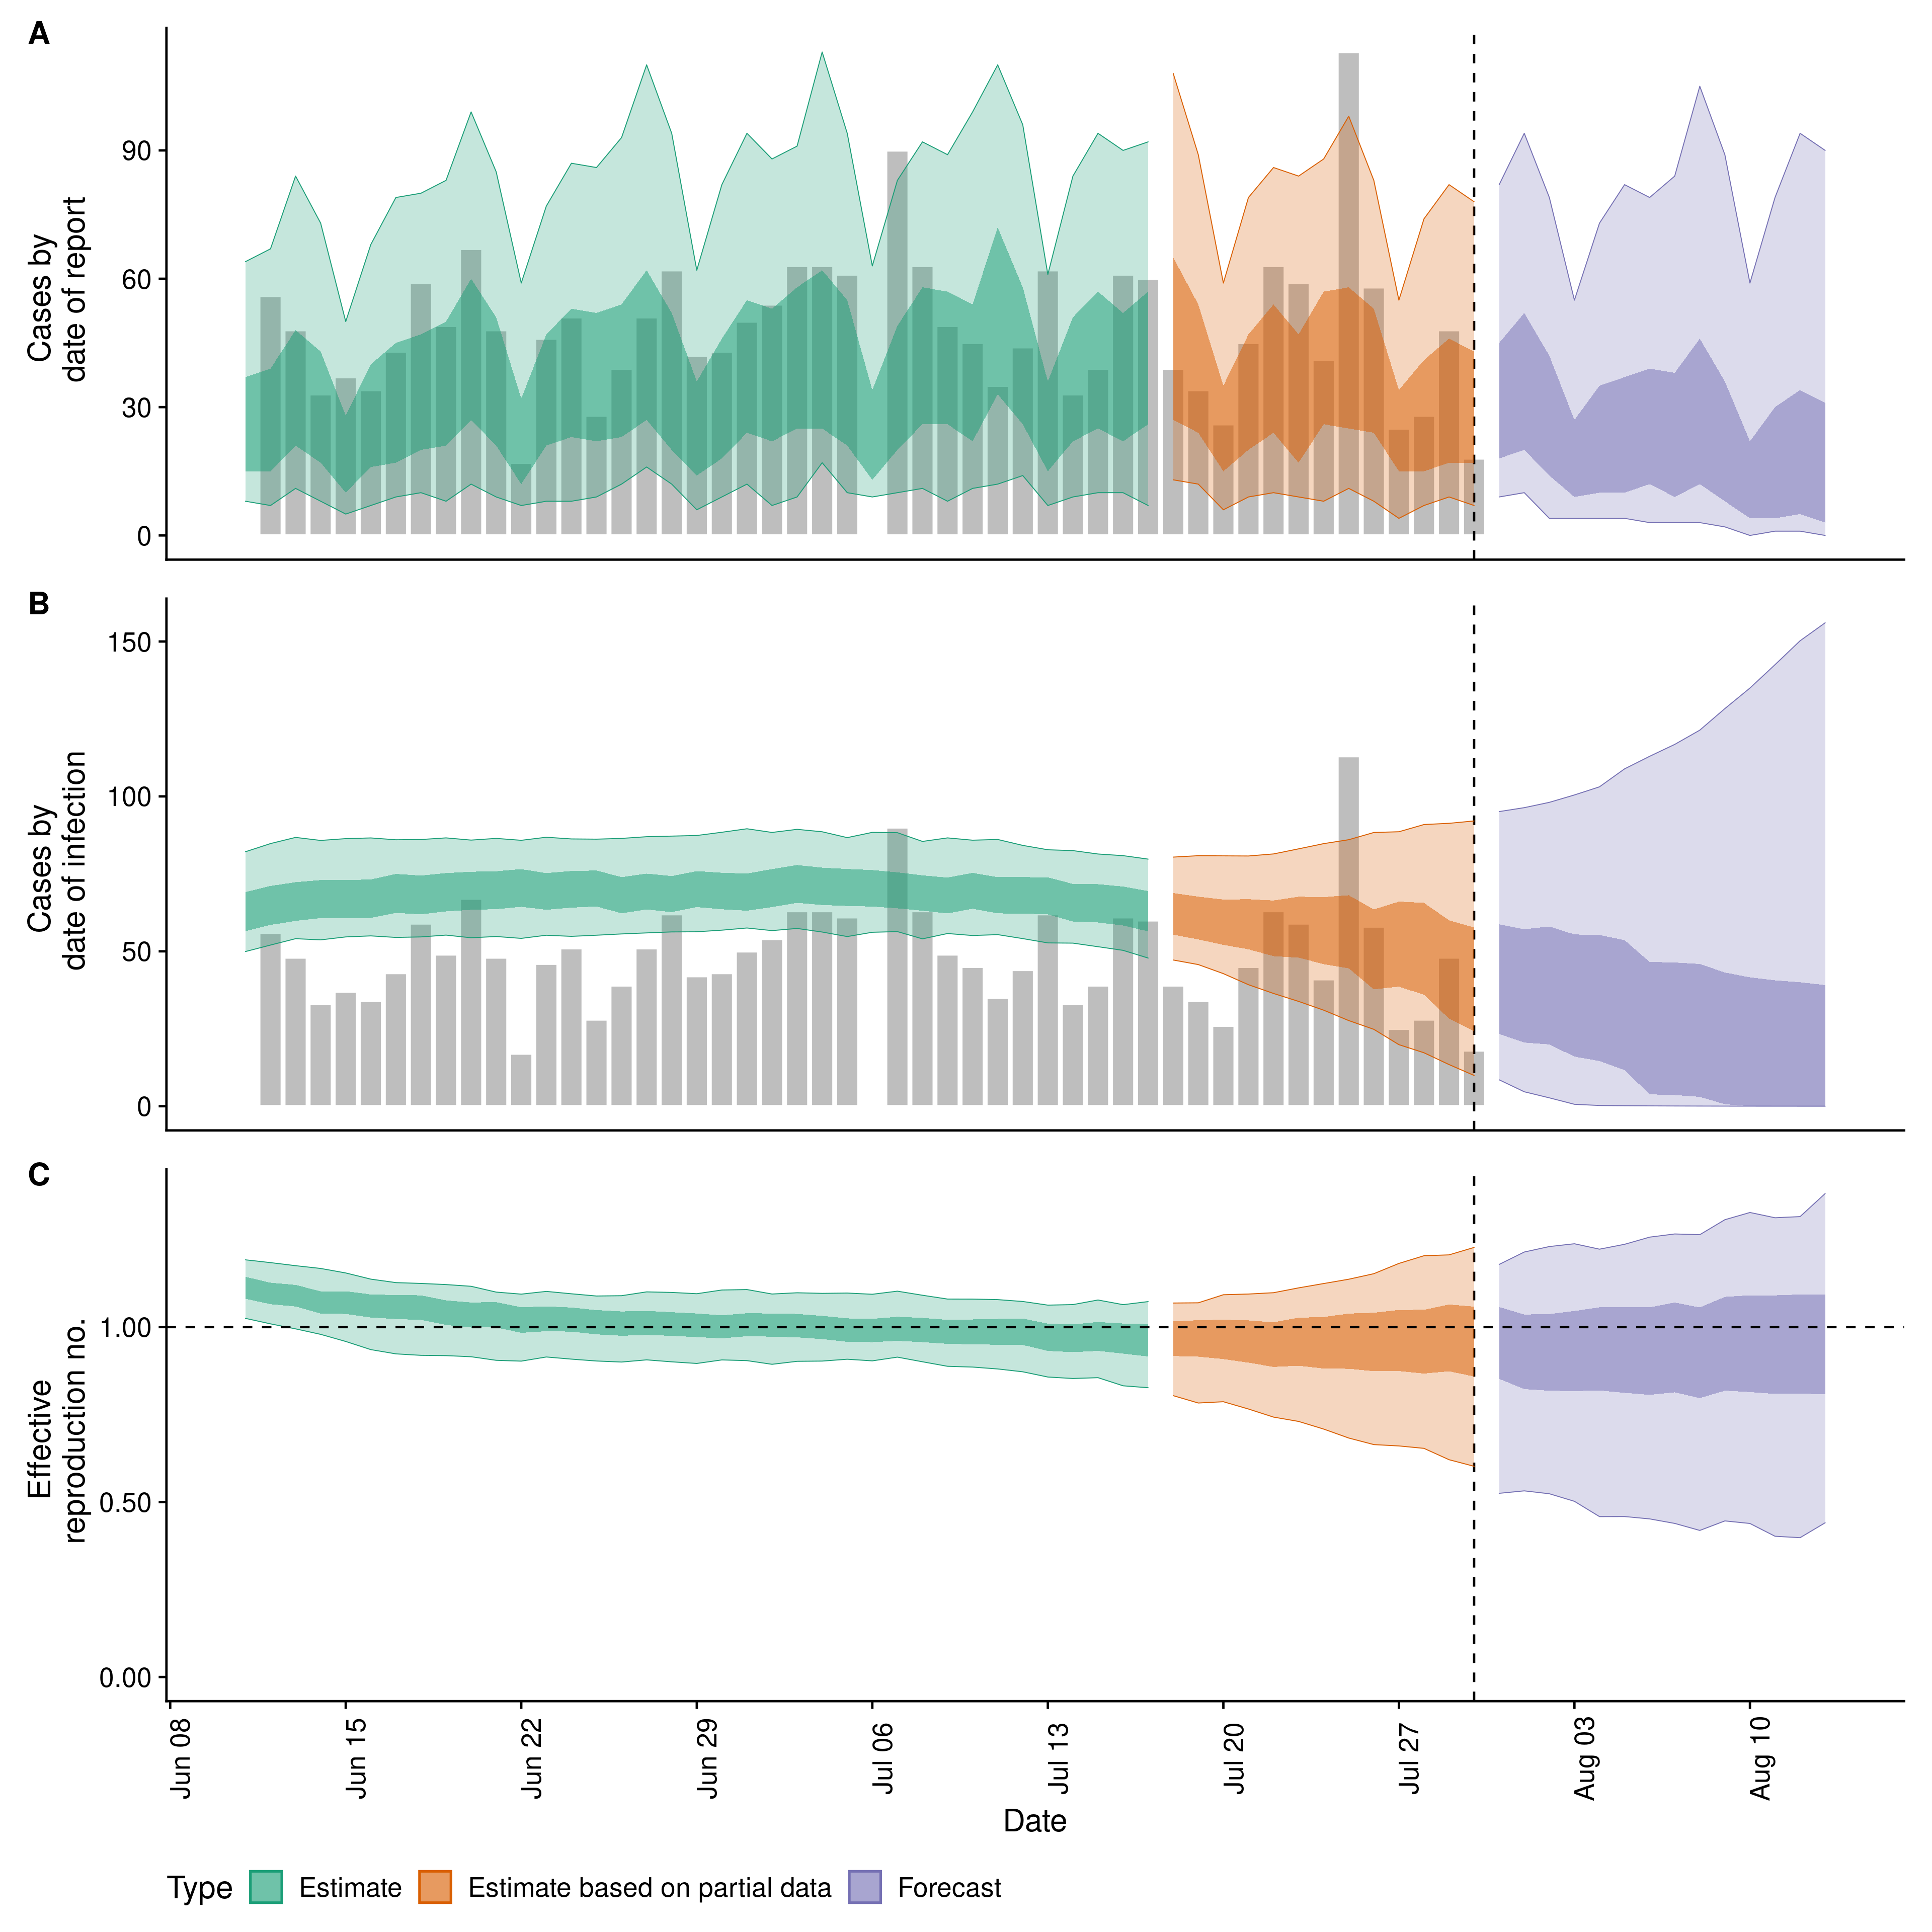 A
Cases by
date of report
90
60
30
0
B
Cases by
date of infection
150
100
50
0
C
Effective
reproduction no.
1.00
0.50
0.00
Jun 08
Jun 15
Jun 22
Jun 29
Jul 06
Jul 13
Jul 20
Jul 27
Aug 03
Aug 10
Date
Type Estimate Estimate based on partial data Forecast